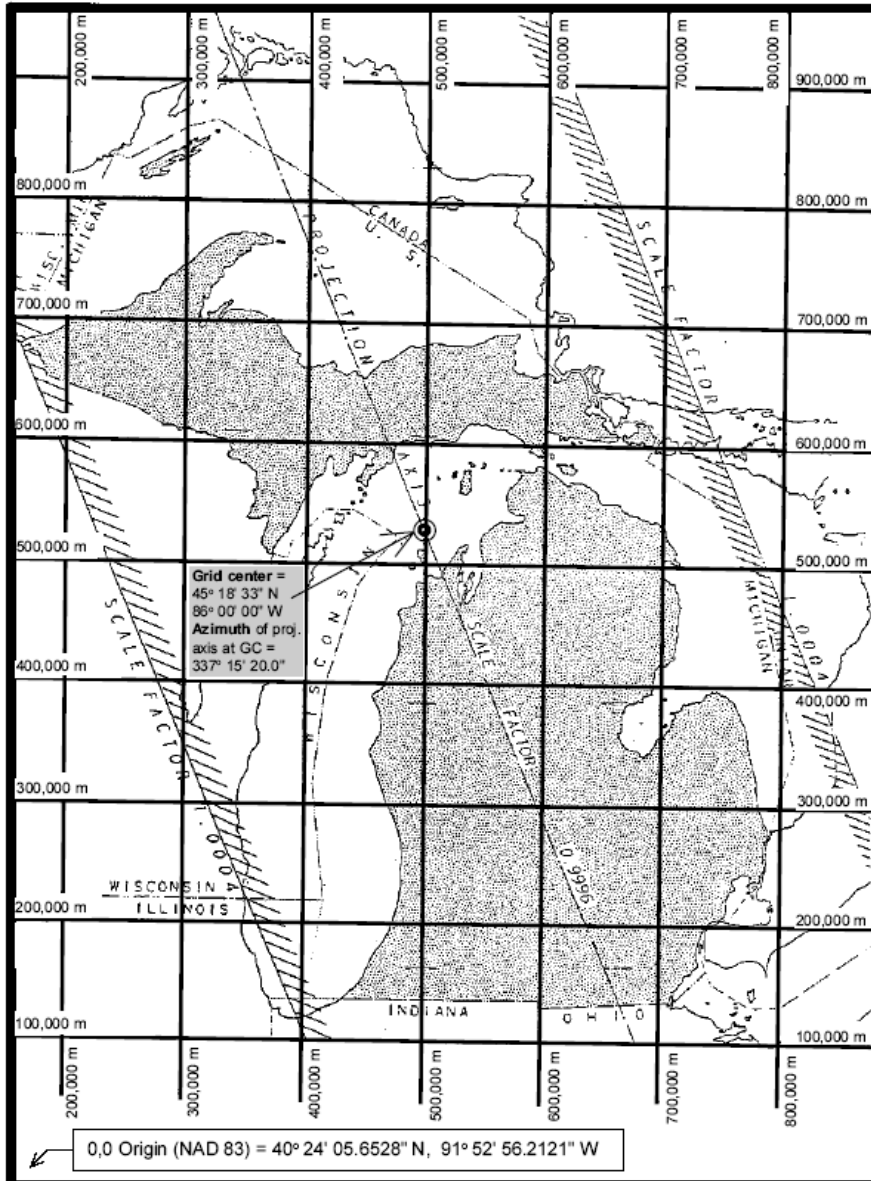 200,000 m
300,000 m
400,000 m
500,000 m
600,000 m
700,000 m
800,000 m
900,000 m
800,000 m
800,000 m
CANADA
U. S.
WISC.
MICHIGAN
PROJECTION
SCALE FACTOR
700,000 m
700,000 m
600,000 m
600,000 m
AXIS
500,000 m
500,000 m
Grid center =
45° 18' 33" N
86° 00' 00" W
Azimuth of proj.
axis at GC =
337° 15' 20.0"
WISCONSIN
MICHIGAN
SCALE FACTOR
SCALE FACTOR
400,000 m
400,000 m
300,000 m
300,000 m
1.0000
0.9996
WISCONSIN
ILLINOIS
200,000 m
200,000 m
INDIANA
OHIO
100,000 m
100,000 m
200,000 m
300,000 m
400,000 m
500,000 m
600,000 m
700,000 m
800,000 m
0,0 Origin (NAD 83) = 40° 24' 05.6528" N, 91° 52' 56.2121" W